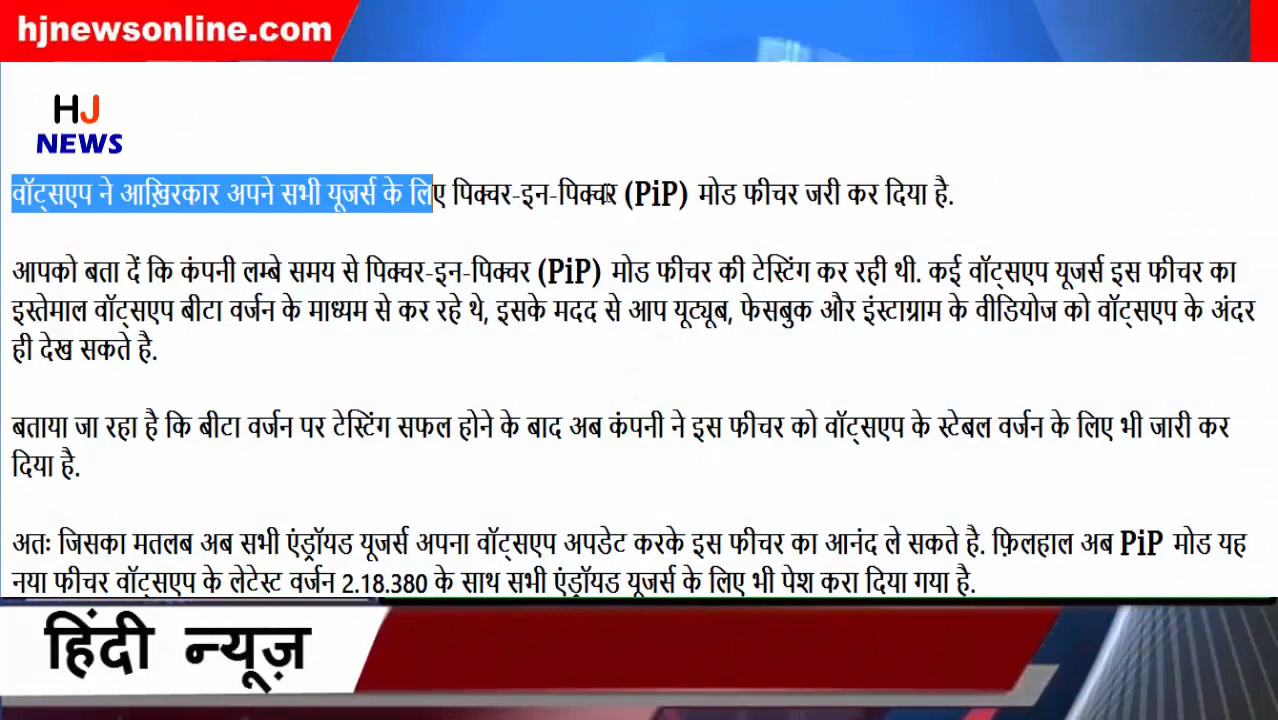 hjnewsonline.com
HJ
NEWS
वॉट्सएप ने आख़िरकार अपने सभी यूजर्स के लिए पिक्चर-इन-पिक्चर (PiP) मोड फीचर जरी कर दिया है.
आपको बता दें कि कंपनी लम्बे समय से पिक्चर-इन-पिक्चर (PiP) मोड फीचर की टेस्टिंग कर रही थी. कई वॉट्सएप यूजर्स इस फीचर का
इस्तेमाल वॉट्सएप बीटा वर्जन के माध्यम से कर रहे थे, इसके मदद से आप यूट्यूब, फेसबुक और इंस्टाग्राम के वीडियोज को वॉट्सएप के अंदर
ही देख सकते है.
बताया जा रहा है कि बीटा वर्जन पर टेस्टिंग सफल होने के बाद अब कंपनी ने इस फीचर को वॉट्सएप के स्टेबल वर्जन के लिए भी जारी कर
दिया है.
अतः जिसका मतलब अब सभी एंड्रॉयड यूजर्स अपना वॉट्सएप अपडेट करके इस फीचर का आनंद ले सकते है. फ़िलहाल अब PiP मोड यह
नया फीचर वॉट्सएप के लेटेस्ट वर्जन 2.18.380 के साथ सभी एंड्रॉयड यूजर्स के लिए भी पेश करा दिया गया है.
हिंदी न्यूज़